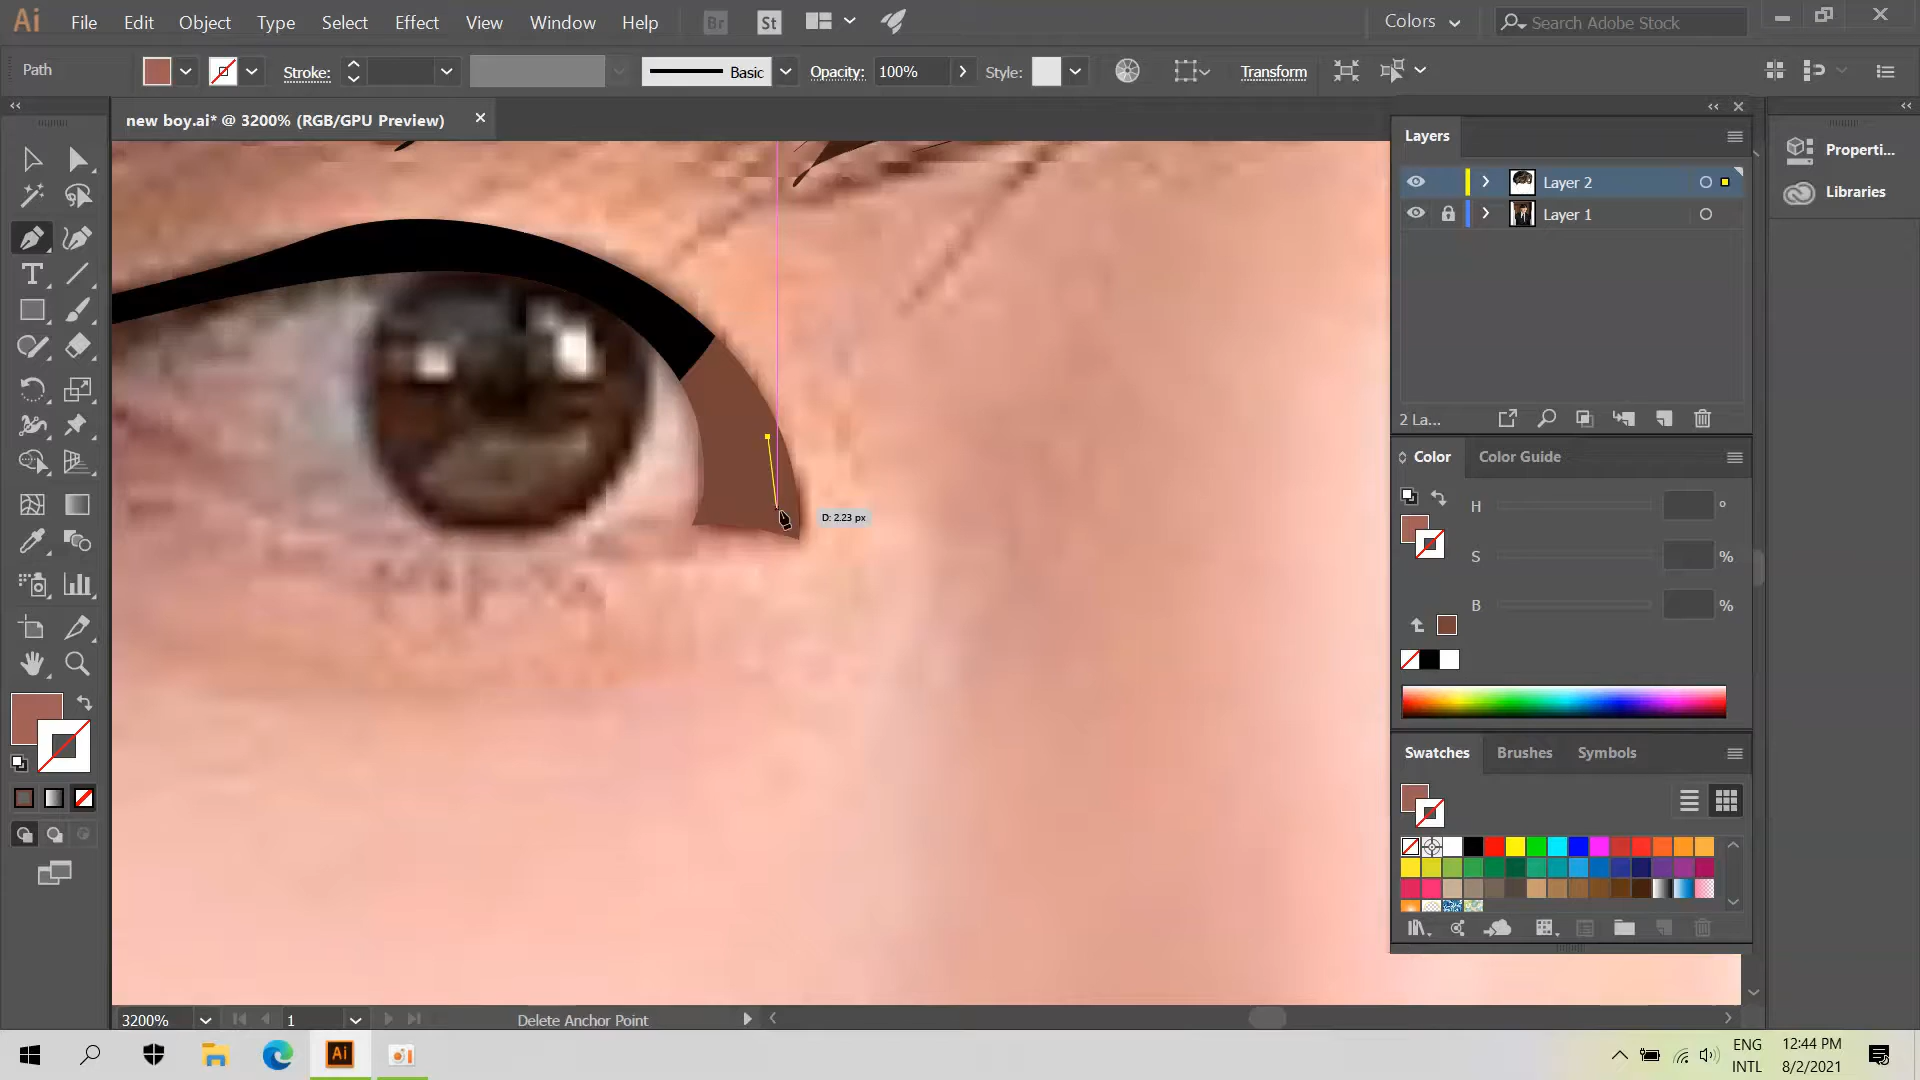 Ai File Edit Object Type Select Effect View Window Help Br St Colors Search Adobe Stock
Path Stroke: Basic Opacity: 100% Style: Transform
new boy.ai* @ 3200% (RGB/GPU Preview)
Layers
Layer 2
Layer 1
2 La...
Properti...
Libraries
Color Color Guide
H °
S %
B %
D: 2.23 px
Swatches Brushes Symbols
3200% 1 Delete Anchor Point
Ai
ENG
INTL
12:44 PM
8/2/2021